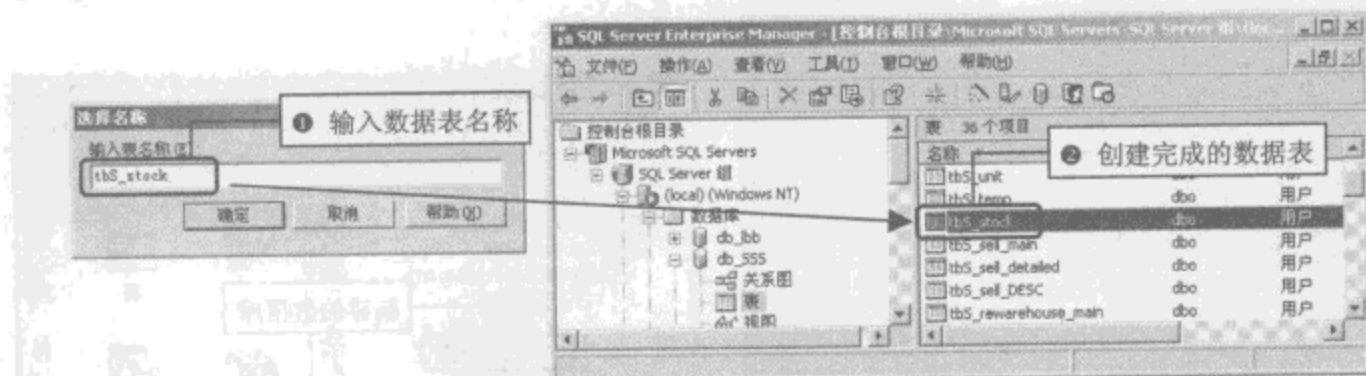 选择名称
输入表名称(E):
tbS_stock
确定
取消
帮助(H)
❶ 输入数据表名称
SQL Server Enterprise Manager - [控制台根目录\Microsoft SQL Servers\SQL Server 组\(loc...
文件(F) 操作(A) 查看(V) 工具(T) 窗口(W) 帮助(H)
控制台根目录
Microsoft SQL Servers
SQL Server 组
(local) (Windows NT)
数据库
db_lbb
db_SSS
关系图
表
视图
表 36 个项目
名称
❷ 创建完成的数据表
tbS_unit 用户
tbS_temp dbo 用户
tbS_stock dbo 用户
tbS_sell_main dbo 用户
tbS_sell_detailed dbo 用户
tbS_sell_DESC dbo 用户
tbS_rewarehouse_main dbo 用户